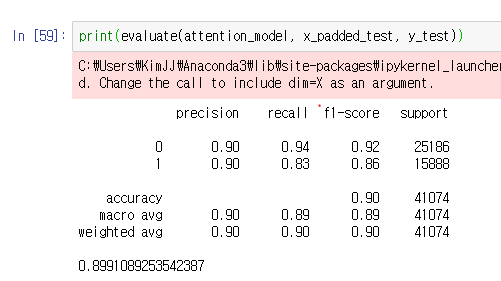 In [59]: print(evaluate(attention_model, x_padded_test, y_test))
C:\Users\KimJJ\Anaconda3\lib\site-packages\ipykernel_launcher
d. Change the call to include dim=X as an argument.
precision recall f1-score support
0 0.90 0.94 0.92 25186
1 0.90 0.83 0.86 15888
accuracy 0.90 41074
macro avg 0.90 0.89 0.89 41074
weighted avg 0.90 0.90 0.90 41074
0.8991089253542387